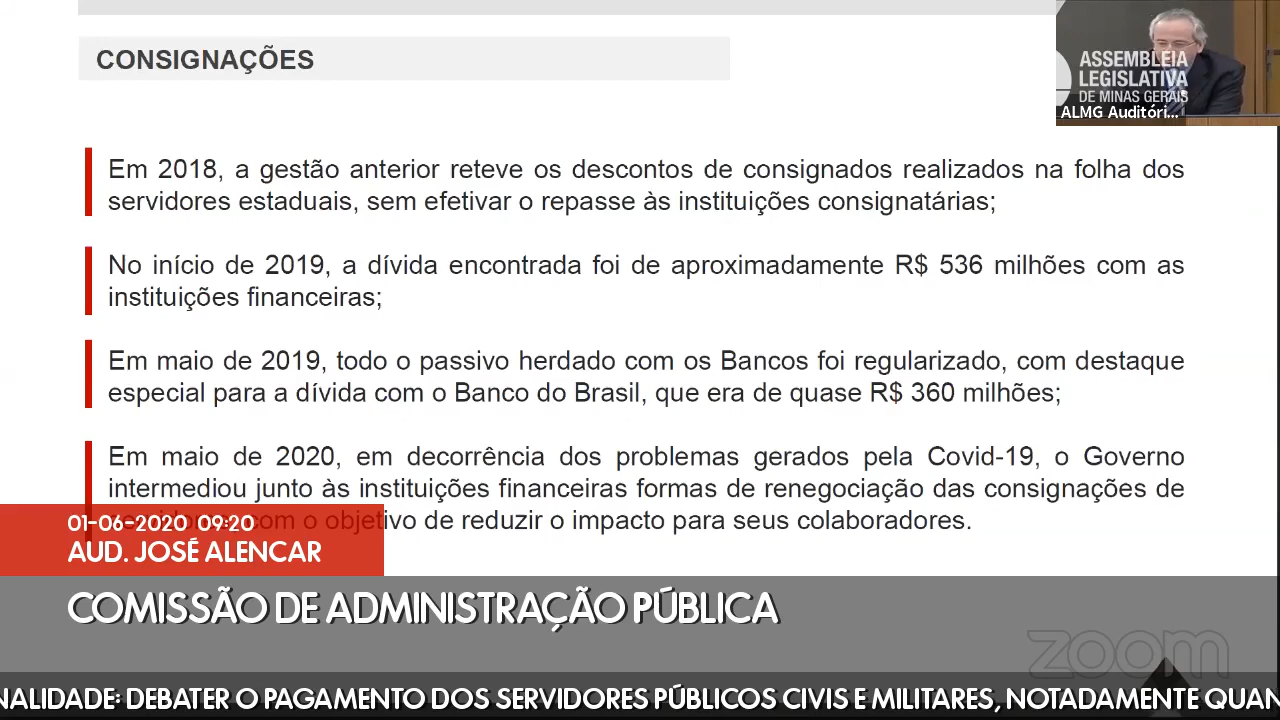 CONSIGNAÇÕES
ASSEMBLEIA
LEGISLATIVA
DE MINAS GERAIS
ALMG Auditóri...
Em 2018, a gestão anterior reteve os descontos de consignados realizados na folha dos
servidores estaduais, sem efetivar o repasse às instituições consignatárias;
No início de 2019, a dívida encontrada foi de aproximadamente R$ 536 milhões com as
instituições financeiras;
Em maio de 2019, todo o passivo herdado com os Bancos foi regularizado, com destaque
especial para a dívida com o Banco do Brasil, que era de quase R$ 360 milhões;
Em maio de 2020, em decorrência dos problemas gerados pela Covid-19, o Governo
intermediou junto às instituições financeiras formas de renegociação das consignações de
com o objetivo de reduzir o impacto para seus colaboradores.
01-06-2020 09:20
AUD. JOSÉ ALENCAR
COMISSÃO DE ADMINISTRAÇÃO PÚBLICA
zoom
NALIDADE: DEBATER O PAGAMENTO DOS SERVIDORES PÚBLICOS CIVIS E MILITARES, NOTADAMENTE QUAN